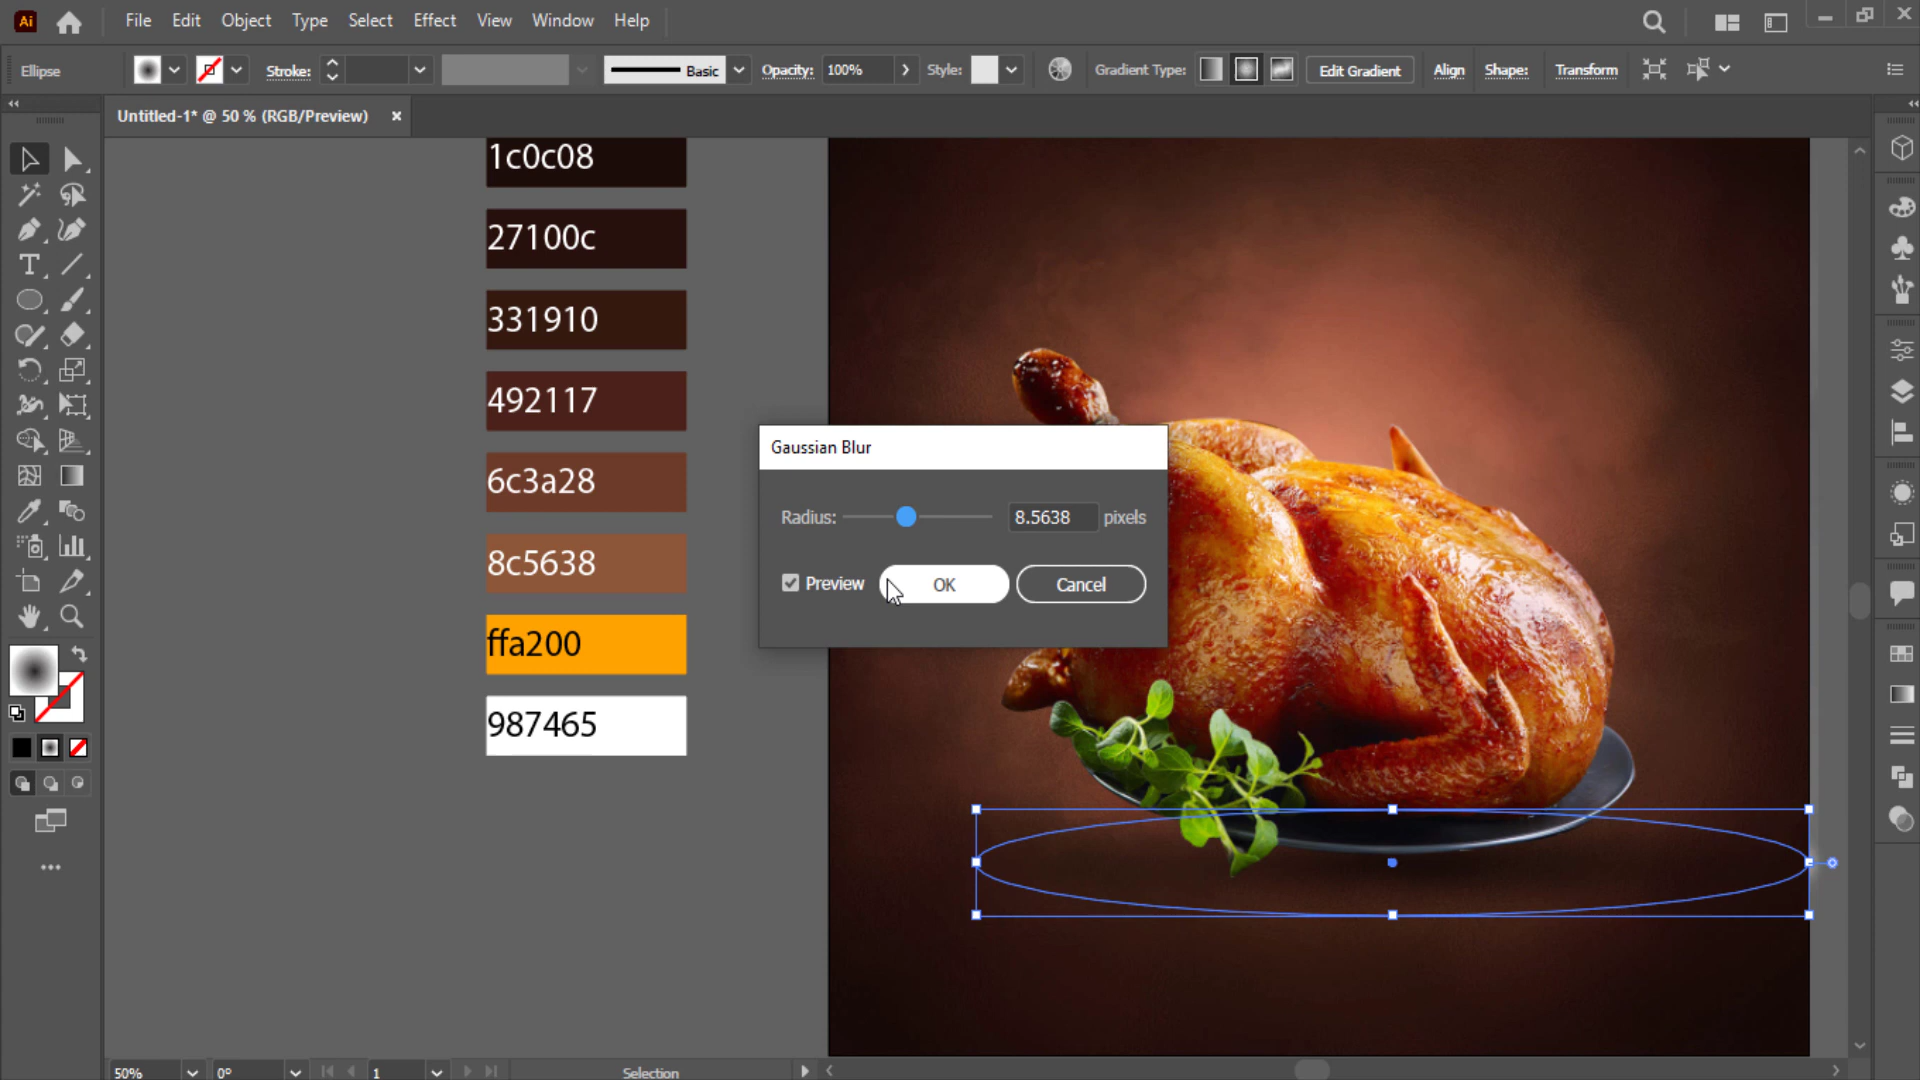 Ai File Edit Object Type Select Effect View Window Help
Ellipse Stroke: Basic Opacity: 100% Style: Gradient Type: Edit Gradient Align Shape: Transform
Untitled-1* @ 50 % (RGB/Preview) ×
1c0c08
27100c
331910
492117
6c3a28
8c5638
ffa200
987465
Gaussian Blur
Radius: 8.5638 pixels
Preview OK Cancel
50% 0° 1 Selection